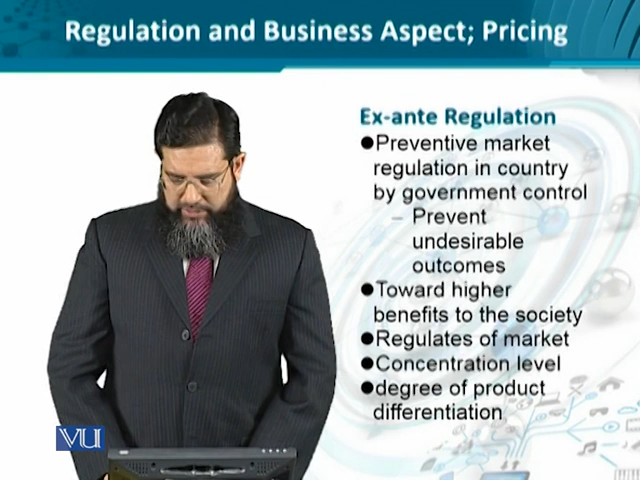 Regulation and Business Aspect; Pricing
Ex-ante Regulation
●Preventive market
regulation in country
by government control
– Prevent
undesirable
outcomes
●Toward higher
benefits to the society
●Regulates of market
●Concentration level
●degree of product
differentiation
VU